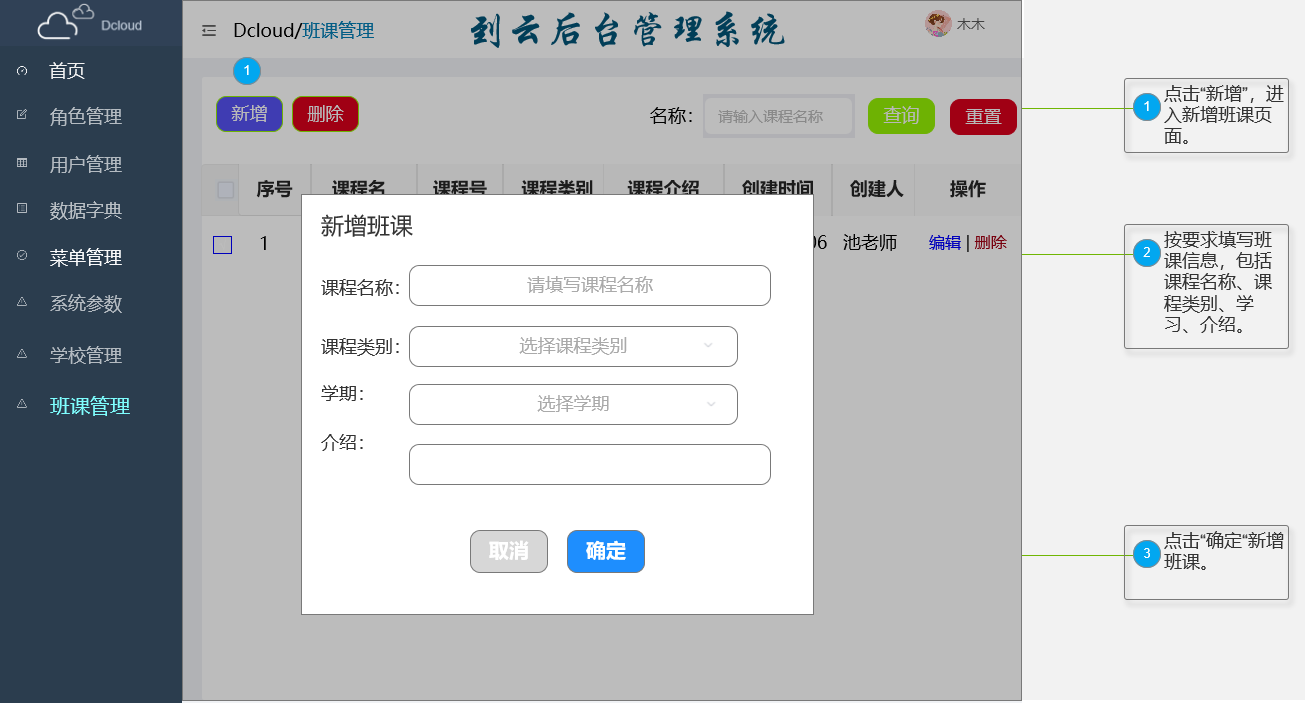 Dcloud
首页
角色管理
用户管理
数据字典
菜单管理
系统参数
学校管理
班课管理
Dcloud/班课管理
到云后台管理系统
木木
1
新增
删除
名称：
请输入课程名称
查询
重置
序号
课程名
课程号
课程类别
课程介绍
创建时间
创建人
操作
1
06
池老师
编辑 | 删除
新增班课
课程名称：
请填写课程名称
课程类别：
选择课程类别
学期：
选择学期
介绍：
取消
确定
1
点击“新增”，进
入新增班课页
面。
2
按要求填写班
课信息，包括
课程名称、课
程类别、学
习、介绍。
3
点击“确定“新增
班课。